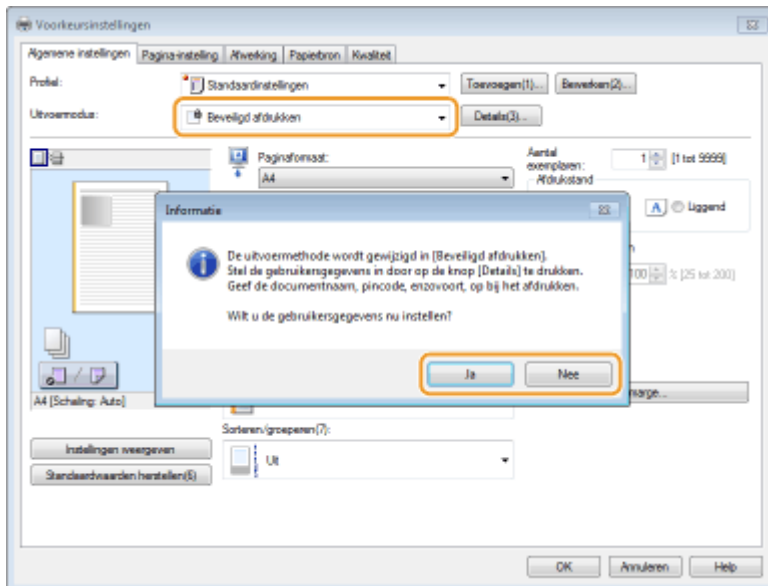 Voorkeursinstellingen
Algemene instellingen Pagina-instelling Afwerking Papierbron Kwaliteit
Profiel: Standaardinstellingen Toevoegen(1)... Bewerken(2)...
Uitvoermodus: Beveiligd afdrukken Details(3)...
Paginaformaat: Aantal exemplaren: 1 [1 tot 9999]
A4 Afdrukstand
A Liggend
Informatie
De uitvoermethode wordt gewijzigd in [Beveiligd afdrukken].
Stel de gebruikersgegevens in door op de knop [Details] te drukken.
Geef de documentnaam, pincode, enzovoort, op bij het afdrukken.
Wilt u de gebruikersgegevens nu instellen?
100 % [25 tot 200]
Ja Nee
A4 [Schaling: Auto]
marge...
Sorteren/groeperen(7):
Instellingen weergeven
Uit
Standaardwaarden herstellen(6)
OK Annuleren Help